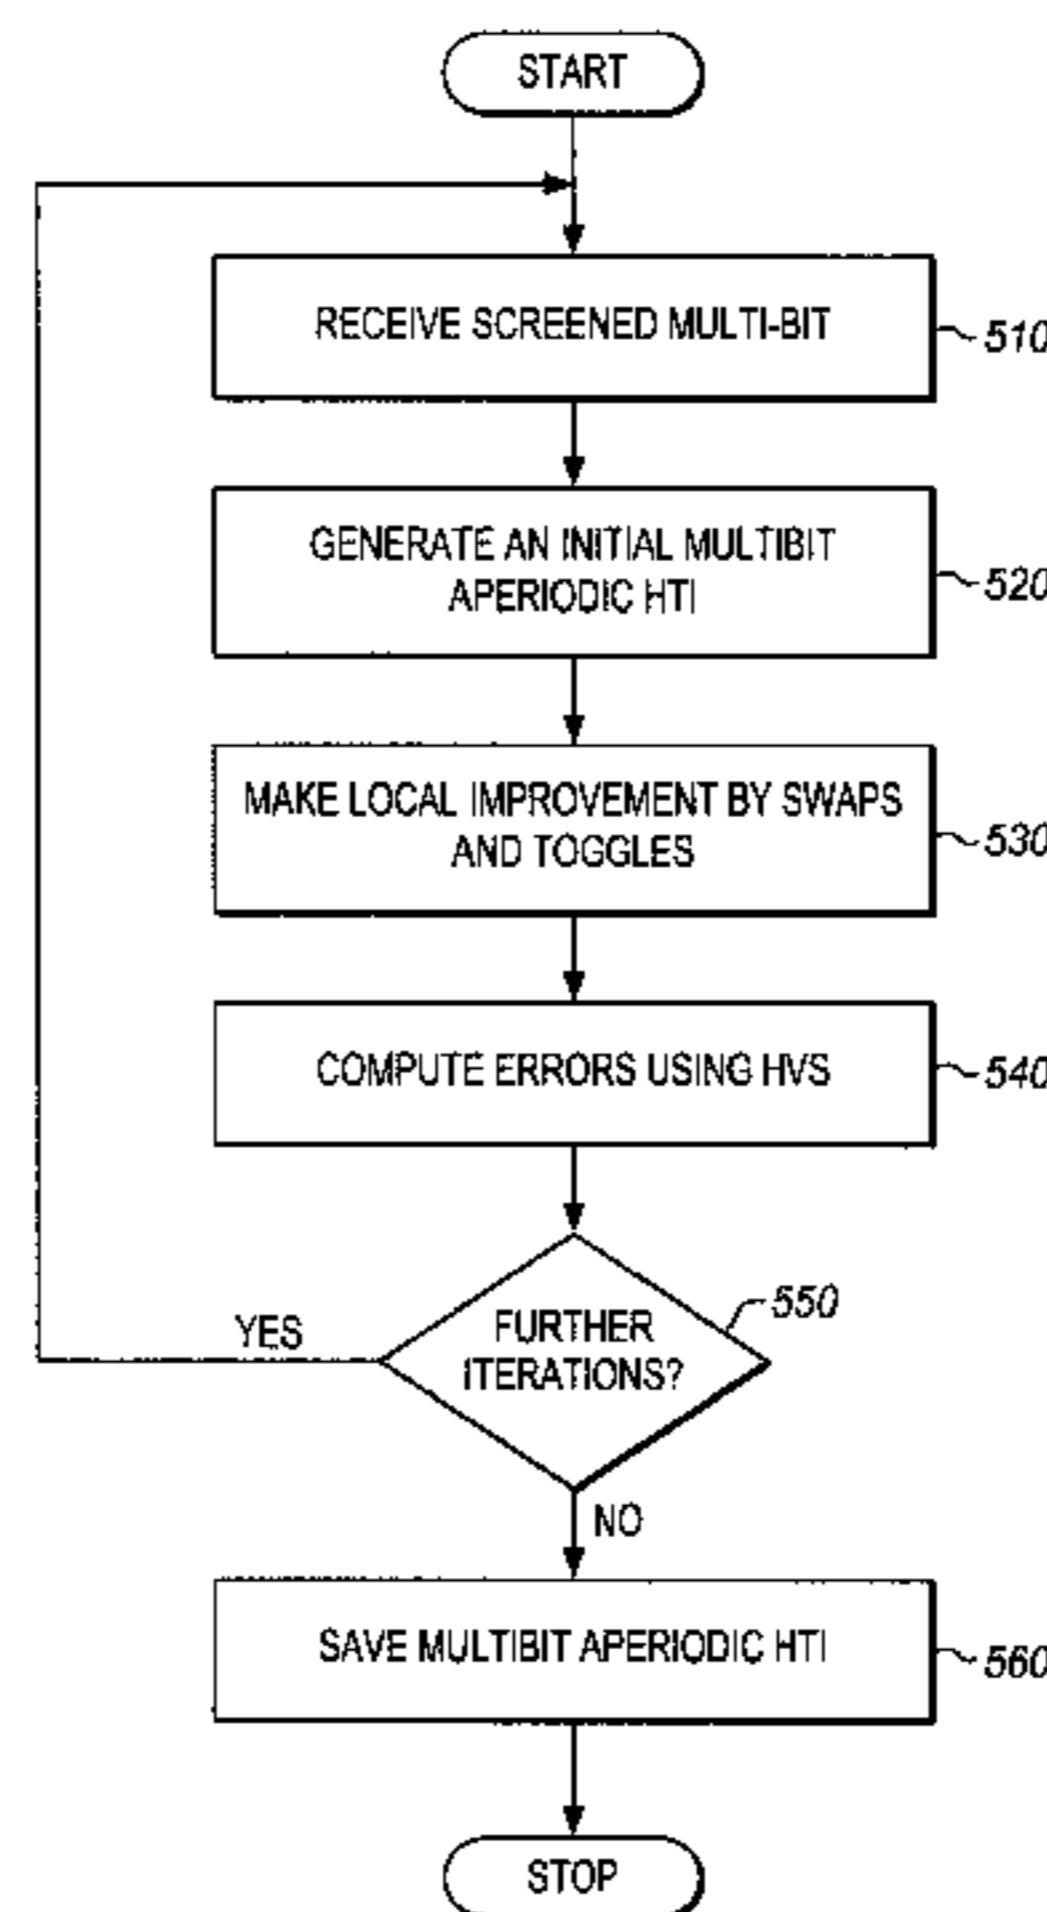 START
RECEIVE SCREENED MULTI-BIT
510
GENERATE AN INITIAL MULTIBIT
APERIODIC HTI
520
MAKE LOCAL IMPROVEMENT BY SWAPS
AND TOGGLES
530
COMPUTE ERRORS USING HVS
540
FURTHER
ITERATIONS?
550
YES
NO
SAVE MULTIBIT APERIODIC HTI
560
STOP